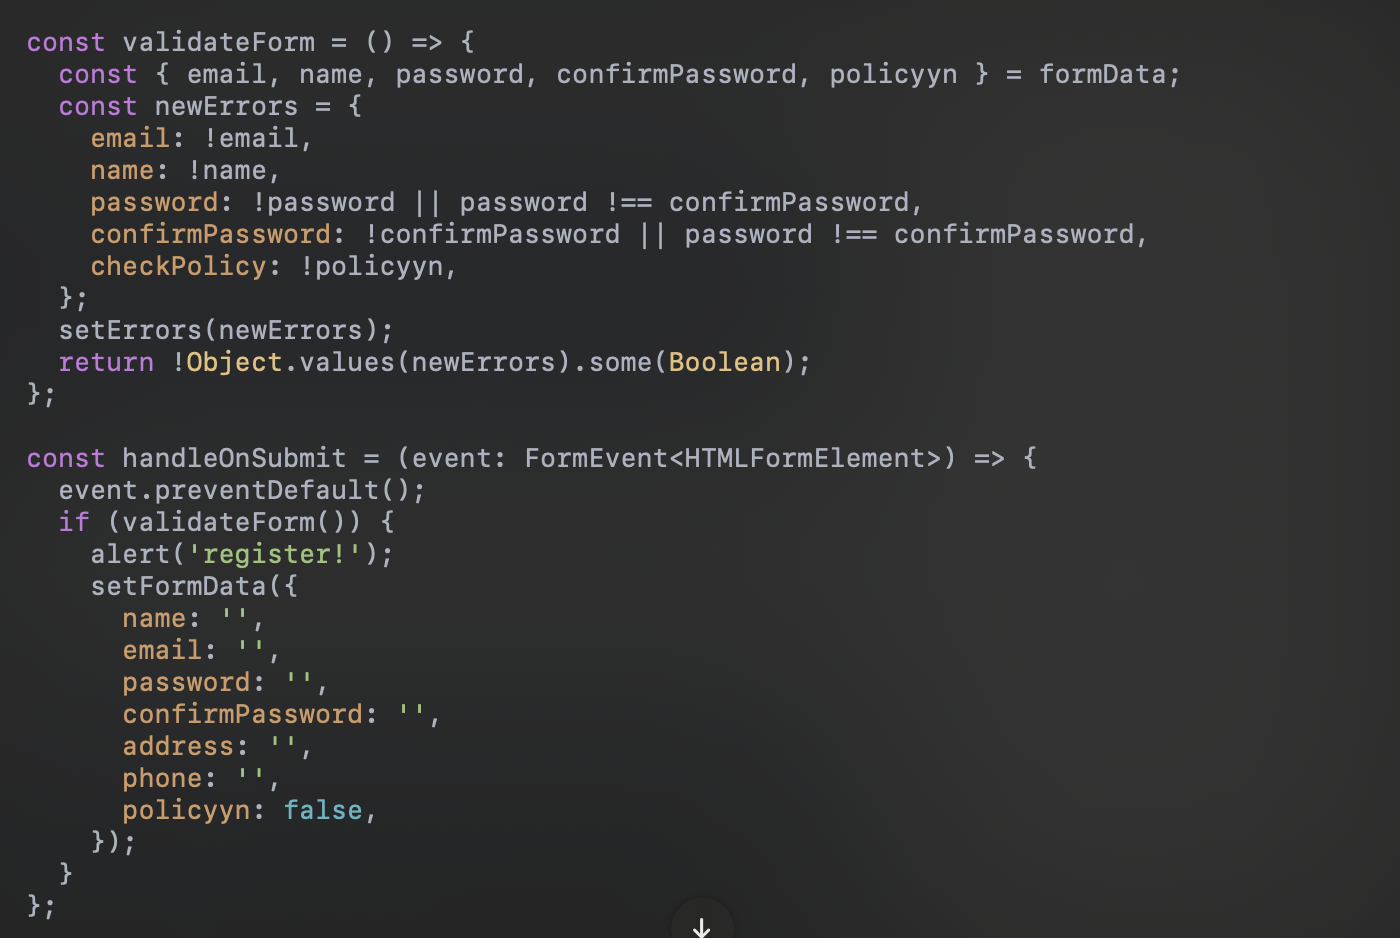 const validateForm = () => {
  const { email, name, password, confirmPassword, policyyn } = formData;
  const newErrors = {
    email: !email,
    name: !name,
    password: !password || password !== confirmPassword,
    confirmPassword: !confirmPassword || password !== confirmPassword,
    checkPolicy: !policyyn,
  };
  setErrors(newErrors);
  return !Object.values(newErrors).some(Boolean);
};

const handleOnSubmit = (event: FormEvent<HTMLFormElement>) => {
  event.preventDefault();
  if (validateForm()) {
    alert('register!');
    setFormData({
      name: '',
      email: '',
      password: '',
      confirmPassword: '',
      address: '',
      phone: '',
      policyyn: false,
    });
  }
};